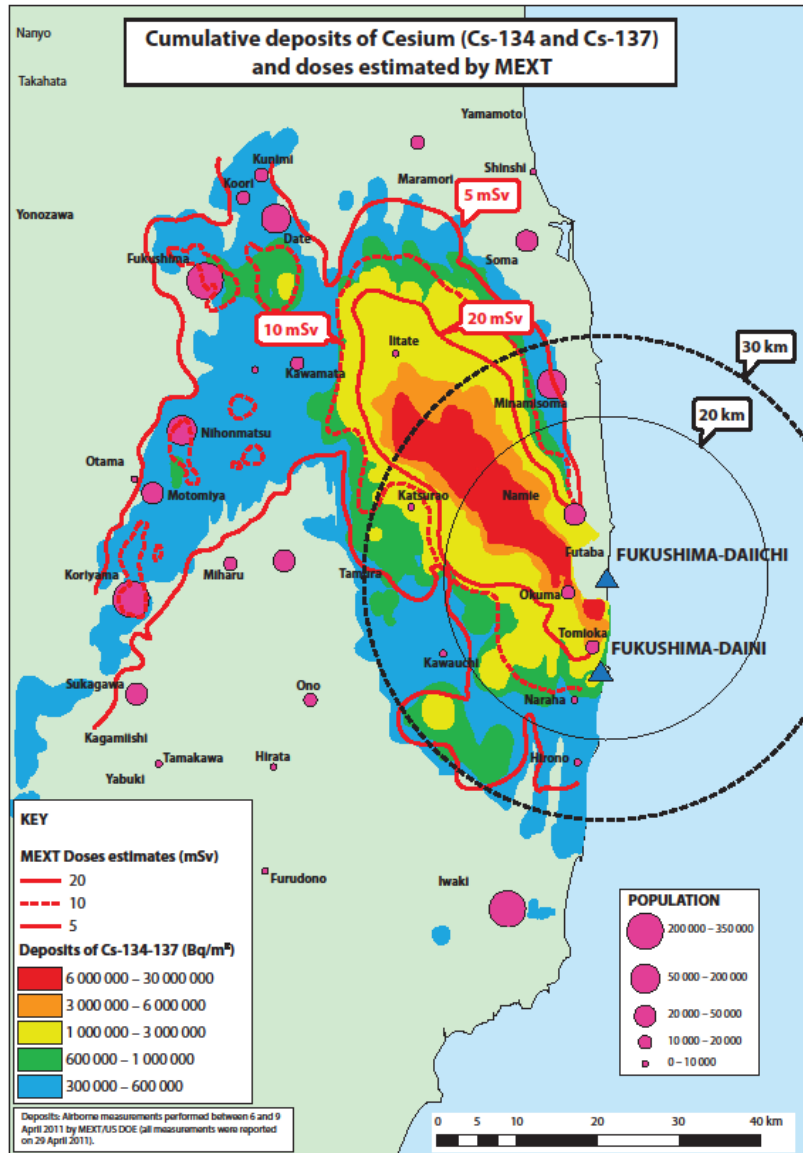 Nanyo
Cumulative deposits of Cesium (Cs-134 and Cs-137)
and doses estimated by MEXT
Takahata
Yamamoto
Kunimi
Shinshi
Koori
Maramori
5 mSv
Yonozawa
Date
Soma
Fukushima
10 mSv
20 mSv
Iitate
30 km
Kawamata
Minamisoma
20 km
Nihonmatsu
Otama
Motomiya
Katsurao
Namie
Futaba
FUKUSHIMA-DAIICHI
Koriyama
Miharu
Tamura
Okuma
Tomioka
FUKUSHIMA-DAINI
Kawauchi
Sukagawa
Ono
Naraha
Kagamiishi
Tamakawa
Hirata
Hirono
Yabuki
KEY
MEXT Doses estimates (mSv)
20
10
5
Furudono
Iwaki
Deposits of Cs-134-137 (Bq/m²)
6 000 000 – 30 000 000
3 000 000 – 6 000 000
1 000 000 – 3 000 000
600 000 – 1 000 000
300 000 – 600 000
POPULATION
200 000 – 350 000
50 000 – 200 000
20 000 – 50 000
10 000 – 20 000
0 – 10 000
Deposits: Airborne measurements performed between 6 and 9
April 2011 by MEXT/US DOE (all measurements were reported
on 29 April 2011).
0 5 10 20 30 40 km